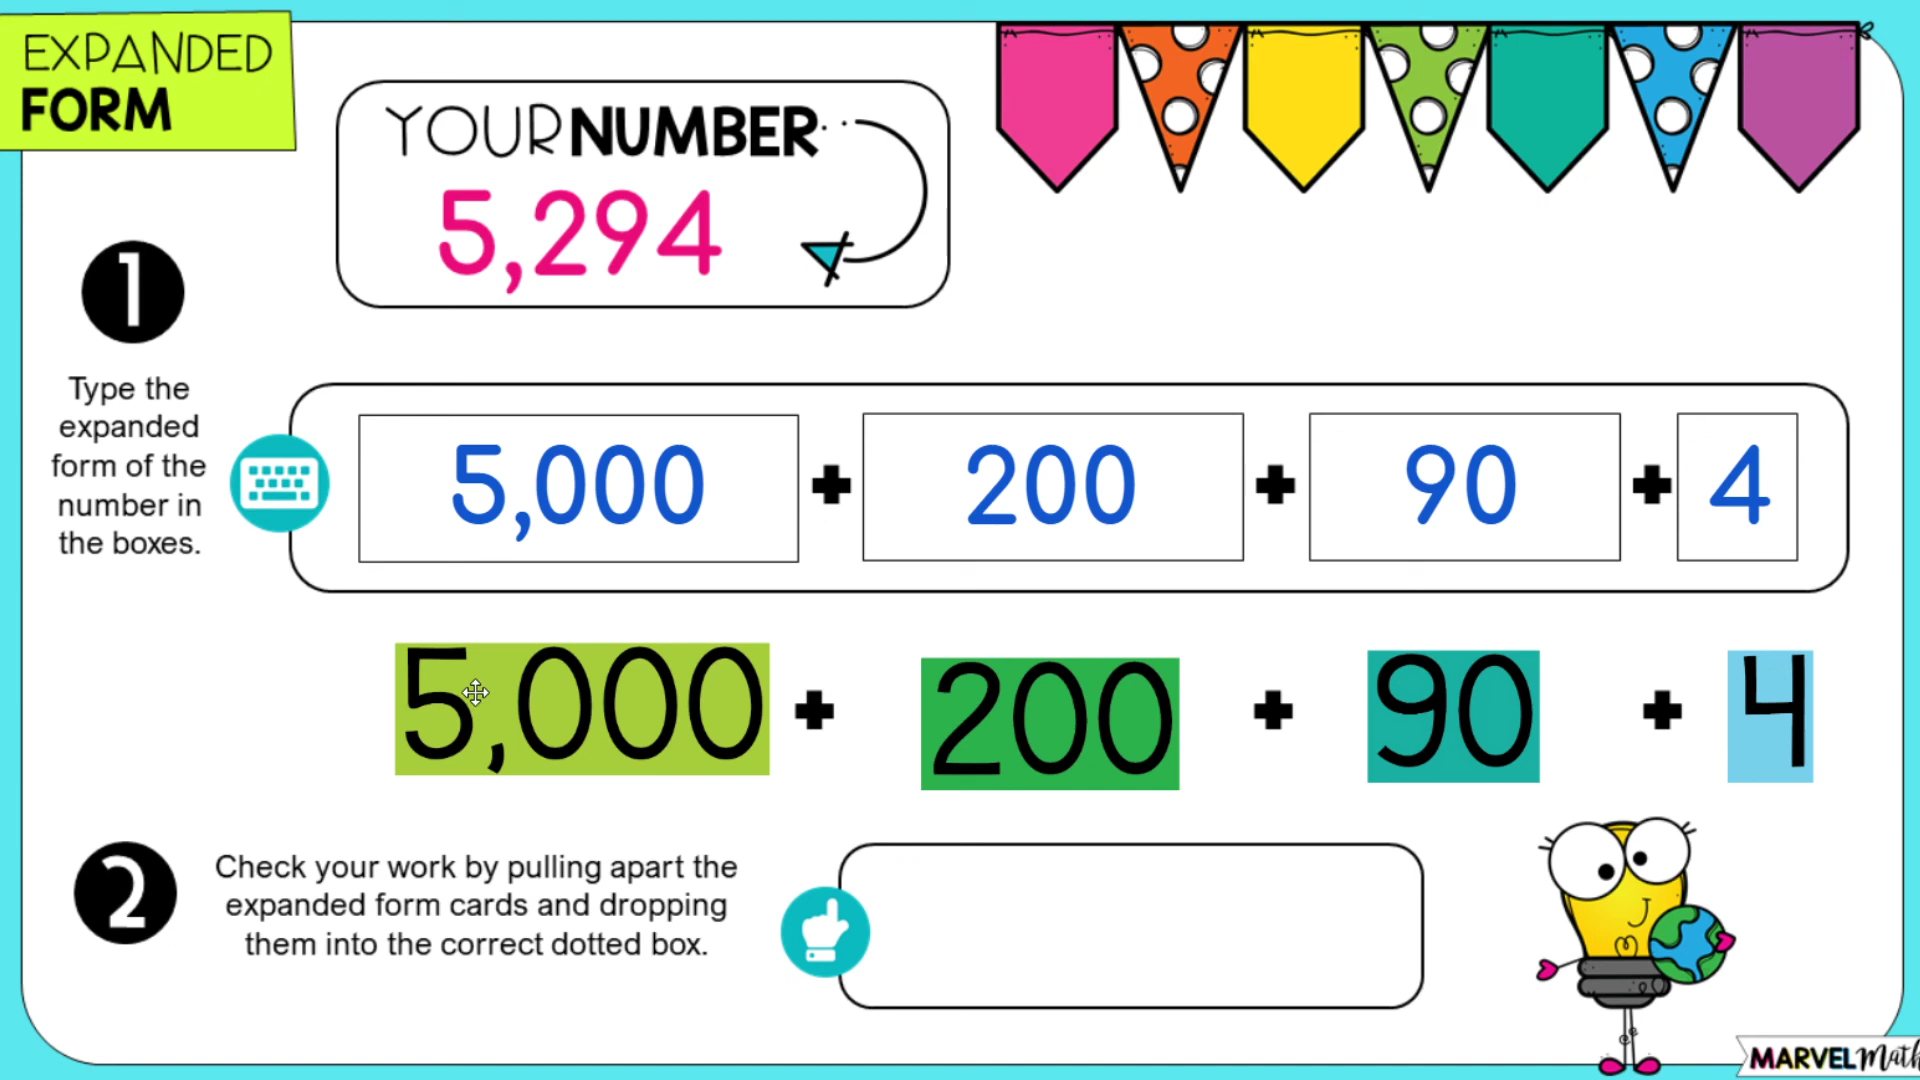 EXPANDED
FORM
YOUR NUMBER
5,294
1
Type the
expanded
form of the
number in
the boxes.
5,000 + 200 + 90 + 4
5,000 + 200 + 90 + 4
2
Check your work by pulling apart the
expanded form cards and dropping
them into the correct dotted box.
MARVEL Math